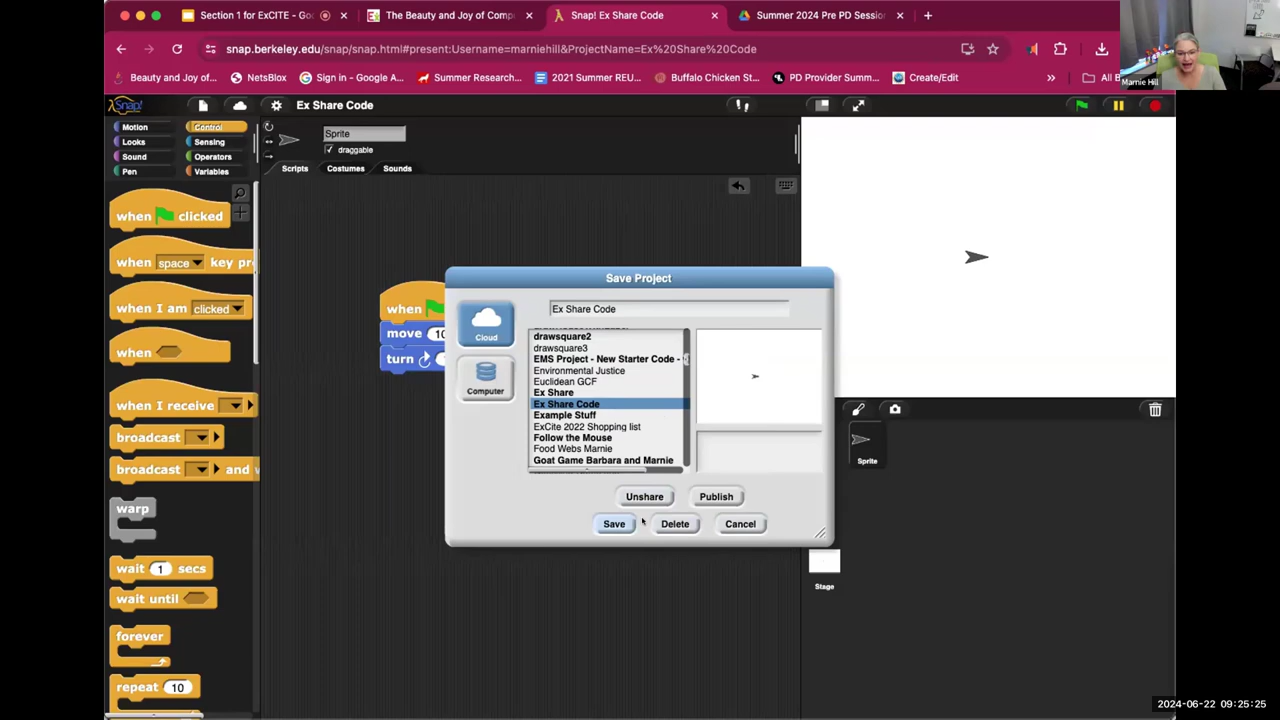 Section 1 for ExCITE - Go
The Beauty and Joy of Comp
Snap! Ex Share Code
Summer 2024 Pre PD Sessio
snap.berkeley.edu/snap/snap.html#present:Username=marniehill&ProjectName=Ex%20Share%20Code
Beauty and Joy of...
NetsBlox
Sign in - Google A...
Summer Research...
2021 Summer REU...
Buffalo Chicken St...
PD Provider Summ...
Create/Edit
»
All B
Marnie Hill
Snap!
Ex Share Code
Motion
Control
Looks
Sensing
Sound
Operators
Pen
Variables
Sprite
draggable
Scripts
Costumes
Sounds
when clicked
when space key pr
when I am clicked
when
when I receive
broadcast
broadcast and w
warp
wait 1 secs
wait until
forever
repeat 10
when
move 10
turn
Save Project
Cloud
Computer
Ex Share Code
drawsquare2
drawsquare3
EMS Project - New Starter Code -
Environmental Justice
Euclidean GCF
Ex Share
Ex Share Code
Example Stuff
ExCite 2022 Shopping list
Follow the Mouse
Food Webs Marnie
Goat Game Barbara and Marnie
Unshare
Publish
Save
Delete
Cancel
Sprite
Stage
2024-06-22 09:25:25